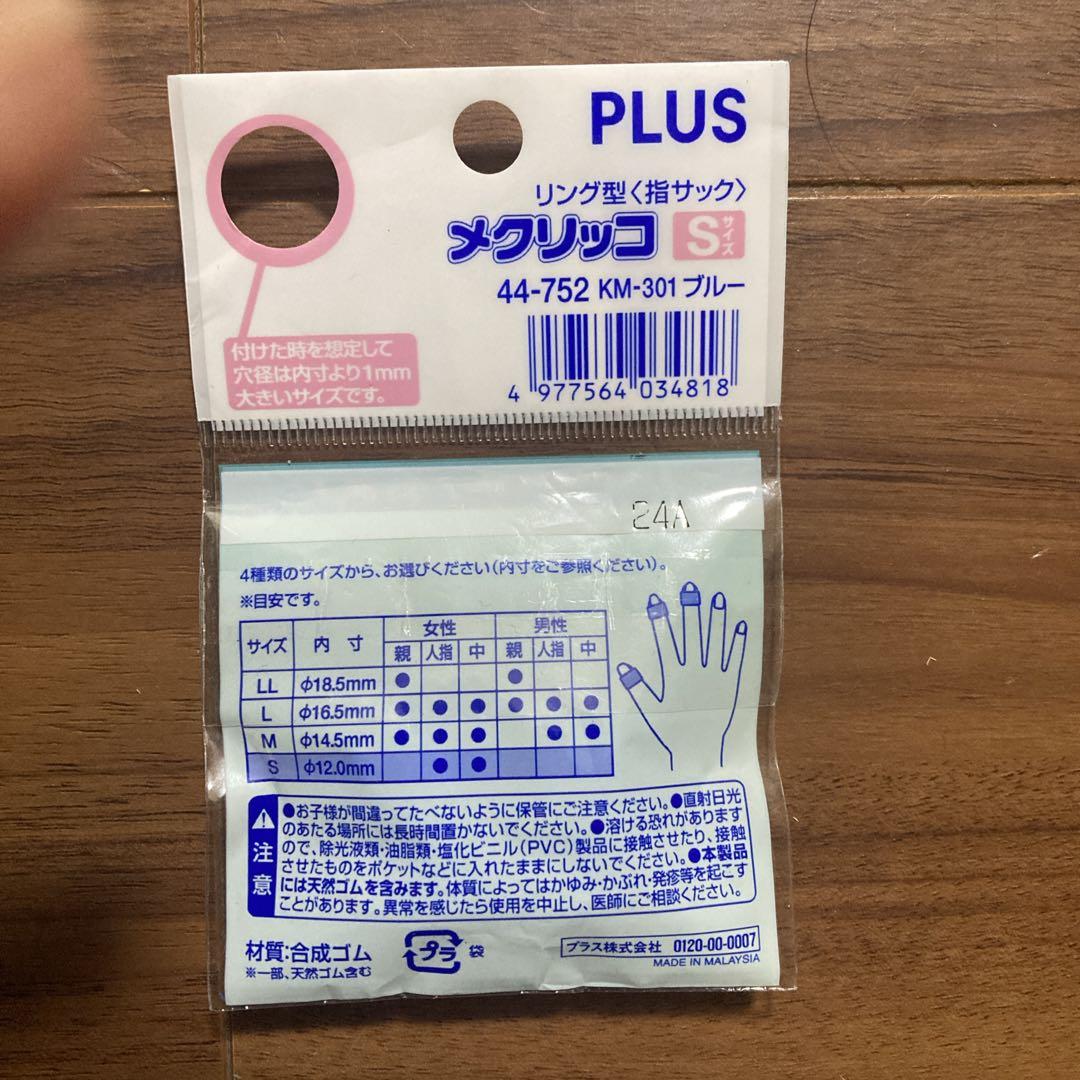 PLUS
リング型〈指サック〉
メクリッコ Sサイズ
44-752 KM-301 ブルー
4 977564 034818
付けた時を想定して
穴径は内寸より1mm
大きいサイズです。
24A
4種類のサイズから、お選びください（内寸をご参照ください）。
※目安です。
サイズ 内寸 女性 男性
親 人指 中 親 人指 中
LL φ18.5mm ● ●
L φ16.5mm ● ● ● ● ● ●
M φ14.5mm ● ● ● ● ●
S φ12.0mm ● ●
注意
●お子様が間違ってたべないように保管にご注意ください。●直射日光
のあたる場所には長時間置かないでください。●溶ける恐れがあります
ので、除光液類・油脂類・塩化ビニル（PVC）製品に接触させたり、接触
させたものをポケットなどに入れたままにしないでください。●本製品
には天然ゴムを含みます。体質によってはかゆみ・かぶれ・発疹等を起こす
ことがあります。異常を感じたら使用を中止し、医師にご相談ください。
材質：合成ゴム
※一部、天然ゴム含む
プラ 袋
プラス株式会社 0120-00-0007
MADE IN MALAYSIA